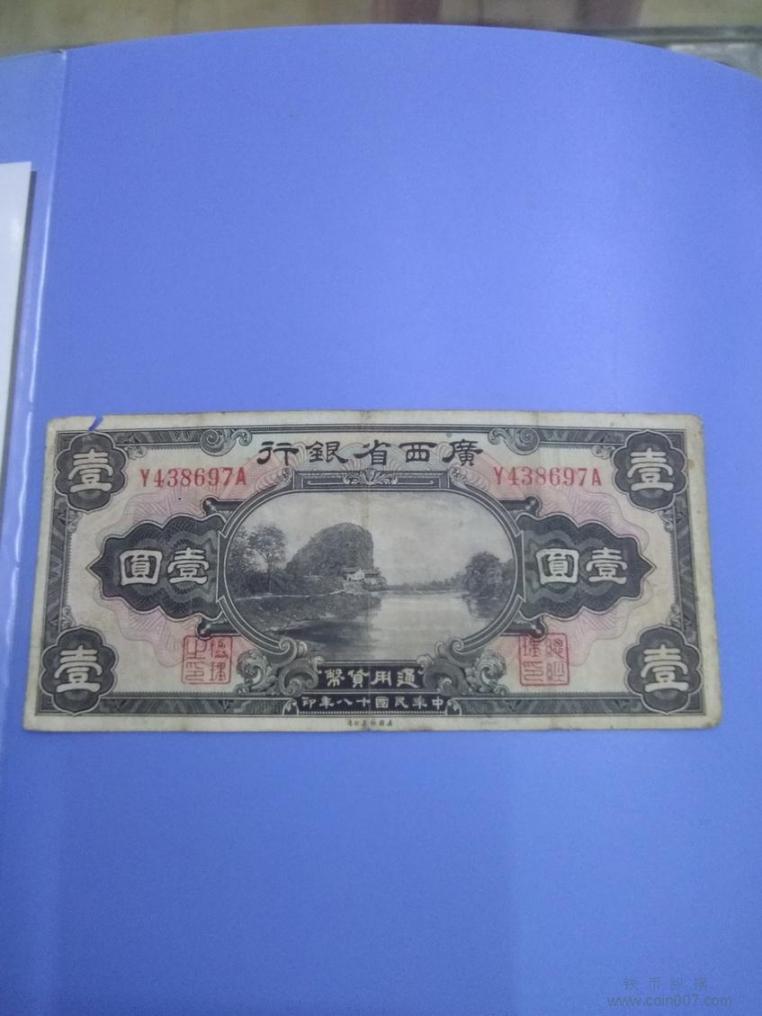 廣西省銀行
壹
壹
Y438697A
Y438697A
壹圓
壹圓
壹
壹
通用貨幣
中華民國十八年印
www.coin007.com